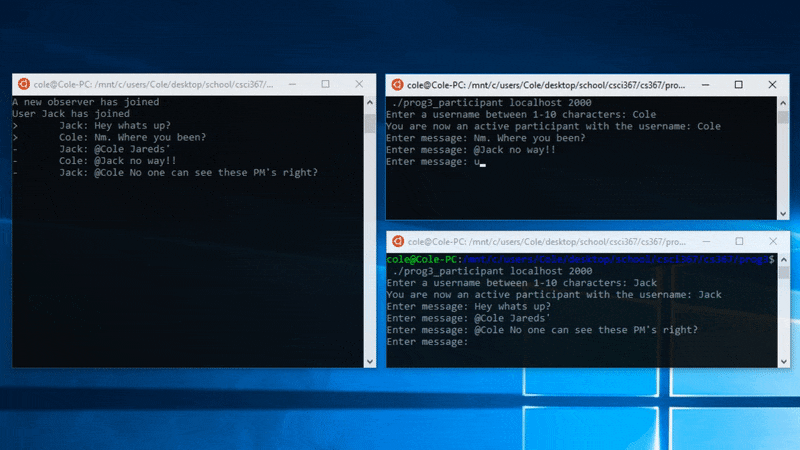 cole@Cole-PC: /mnt/c/users/Cole/desktop/school/csci367/cs367/...
A new observer has joined
User Jack has joined
> Jack: Hey whats up?
> Cole: Nm. Where you been?
- Jack: @Cole Jareds'
- Cole: @Jack no way!!
- Jack: @Cole No one can see these PM's right?
cole@Cole-PC: /mnt/c/users/Cole/desktop/school/csci367/cs367/pro...
./prog3_participant localhost 2000
Enter a username between 1-10 characters: Cole
You are now an active participant with the username: Cole
Enter message: Nm. Where you been?
Enter message: @Jack no way!!
Enter message: u
cole@Cole-PC: /mnt/c/users/Cole/desktop/school/csci367/cs367/pro...
cole@Cole-PC:/mnt/c/users/Cole/desktop/school/csci367/cs367/prog3$
./prog3_participant localhost 2000
Enter a username between 1-10 characters: Jack
You are now an active participant with the username: Jack
Enter message: Hey whats up?
Enter message: @Cole Jareds'
Enter message: @Cole No one can see these PM's right?
Enter message: